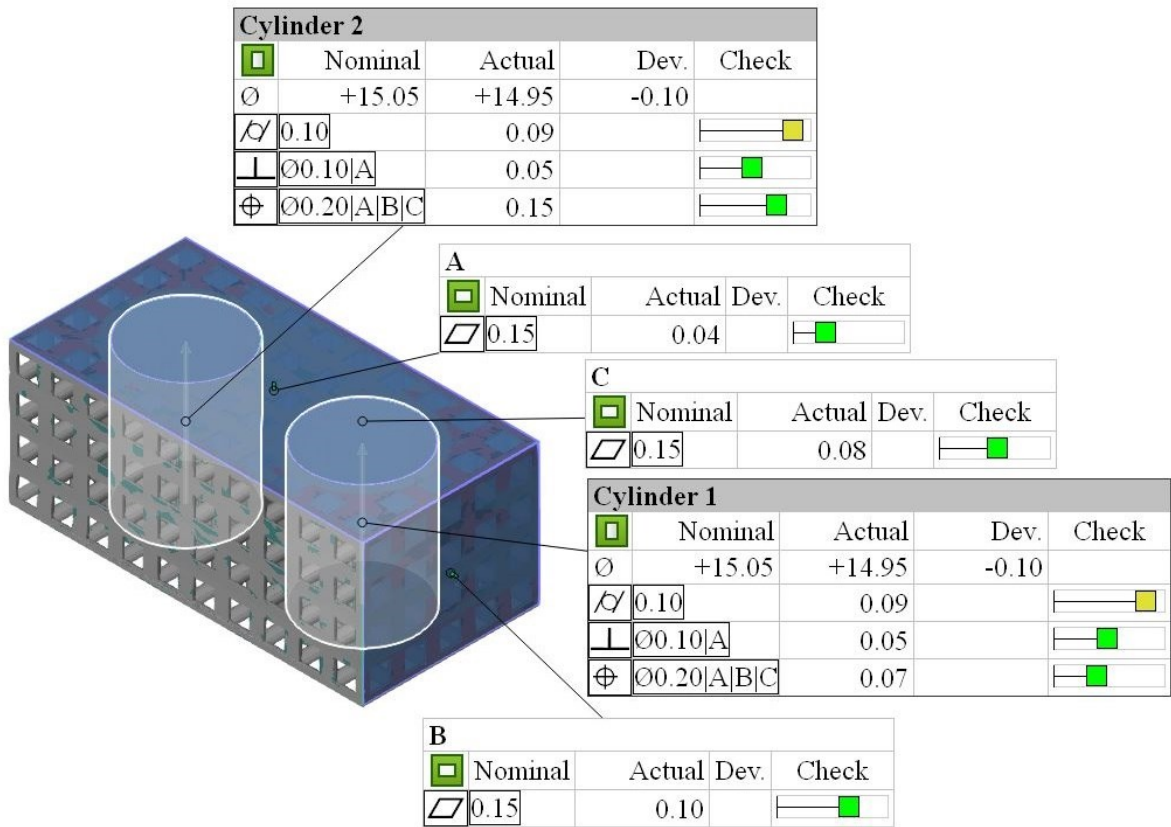 Cylinder 2
Nominal Actual Dev. Check
Ø +15.05 +14.95 -0.10
⌭ 0.10 0.09
⊥ Ø0.10|A 0.05
⌖ Ø0.20|A|B|C 0.15
A
Nominal Actual Dev. Check
⏥ 0.15 0.04
C
Nominal Actual Dev. Check
⏥ 0.15 0.08
Cylinder 1
Nominal Actual Dev. Check
Ø +15.05 +14.95 -0.10
⌭ 0.10 0.09
⊥ Ø0.10|A 0.05
⌖ Ø0.20|A|B|C 0.07
B
Nominal Actual Dev. Check
⏥ 0.15 0.10